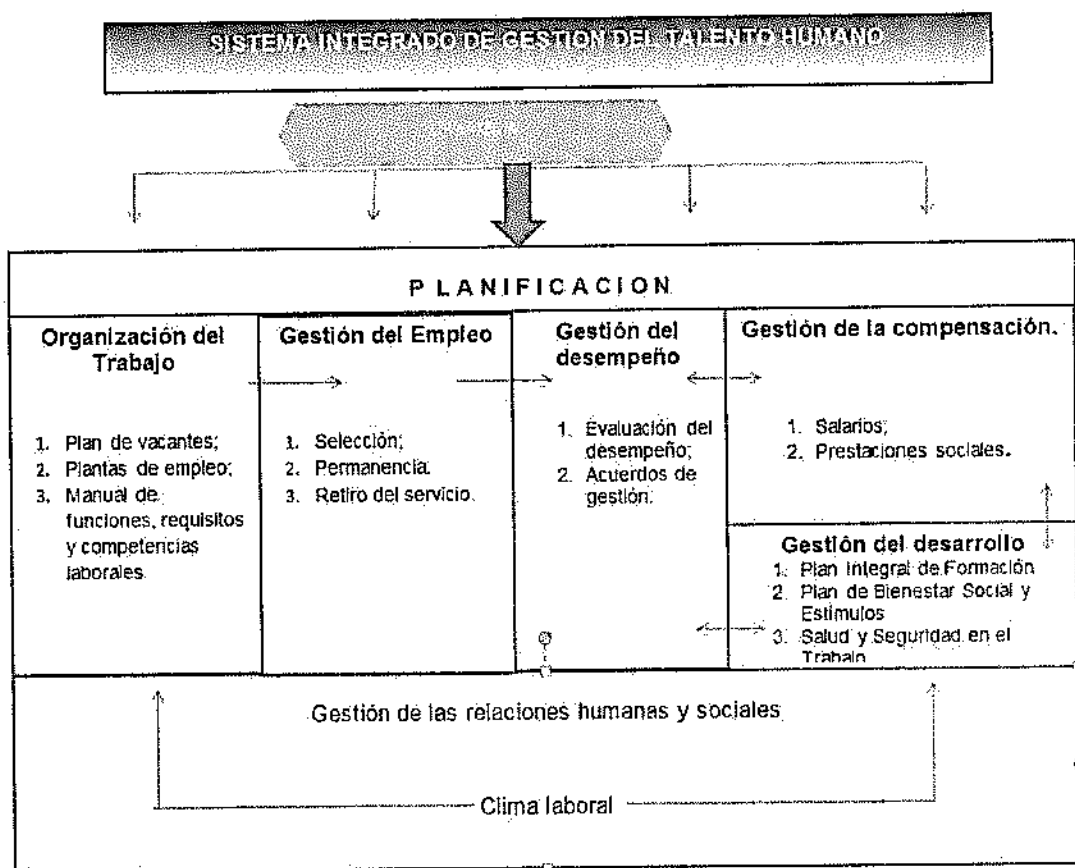 SISTEMA INTEGRADO DE GESTION DEL TALENTO HUMANO
PLANIFICACION
Organización del
Trabajo
1. Plan de vacantes;
2. Plantas de empleo;
3. Manual de
funciones, requisitos
y competencias
laborales.
Gestión del Empleo
1. Selección;
2. Permanencia.
3. Retiro del servicio.
Gestión del
desempeño
1. Evaluación del
desempeño;
2. Acuerdos de
gestión.
Gestión de la compensación.
1. Salarios;
2. Prestaciones sociales.
Gestión del desarrollo
1. Plan Integral de Formación
2. Plan de Bienestar Social y
Estímulos
3. Salud y Seguridad en el
Trabajo
Gestión de las relaciones humanas y sociales
Clima laboral